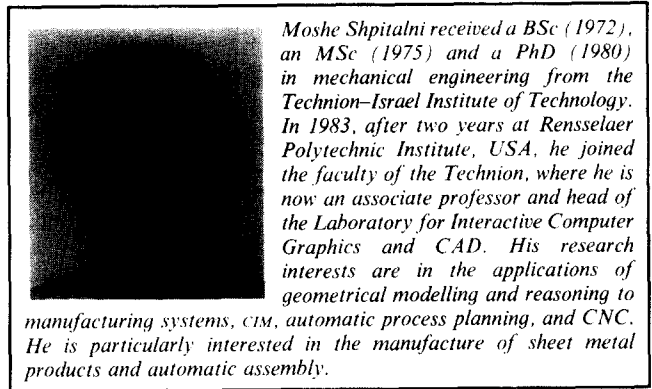 Moshe Shpitalni received a BSc (1972),
an MSc (1975) and a PhD (1980)
in mechanical engineering from the
Technion–Israel Institute of Technology.
In 1983, after two years at Rensselaer
Polytechnic Institute, USA, he joined
the faculty of the Technion, where he is
now an associate professor and head of
the Laboratory for Interactive Computer
Graphics and CAD. His research
interests are in the applications of
geometrical modelling and reasoning to
manufacturing systems, CIM, automatic process planning, and CNC.
He is particularly interested in the manufacture of sheet metal
products and automatic assembly.